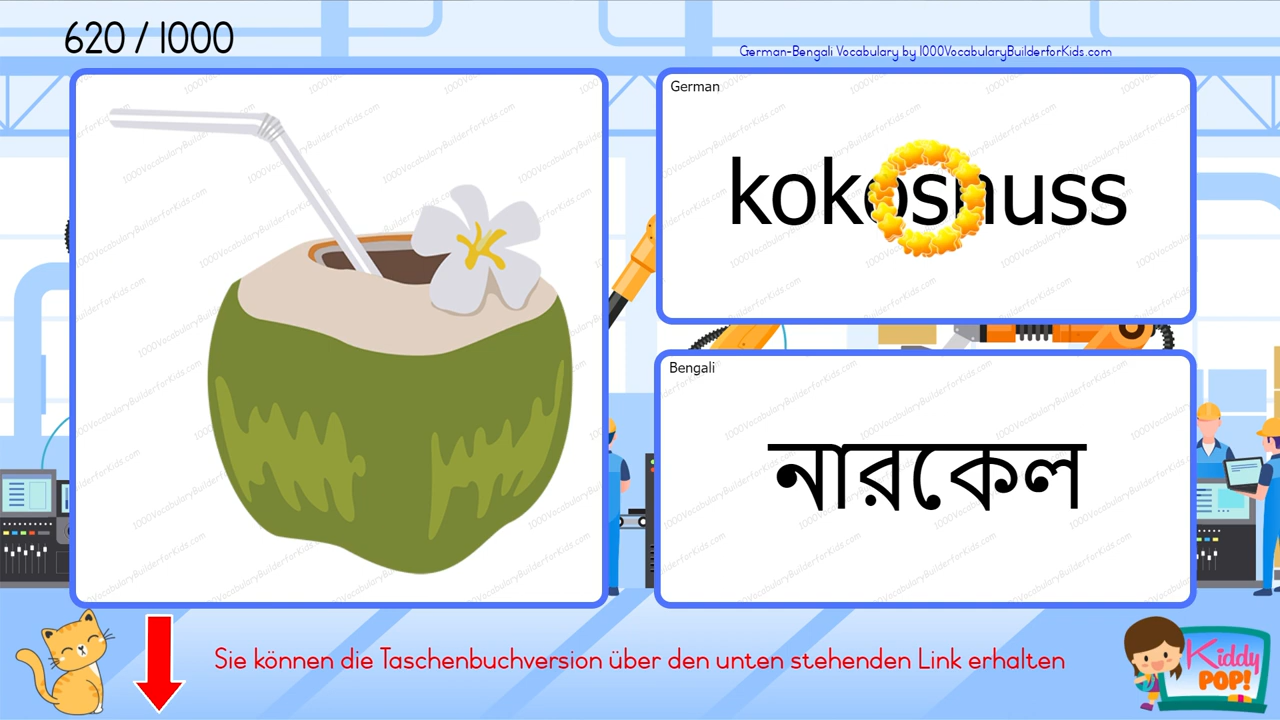 620 / 1000
German-Bengali Vocabulary by 1000VocabularyBuilderforKids.com
German
kokosnuss
Bengali
নারকেল
Sie können die Taschenbuchversion über den unten stehenden Link erhalten
Kiddy
POP!